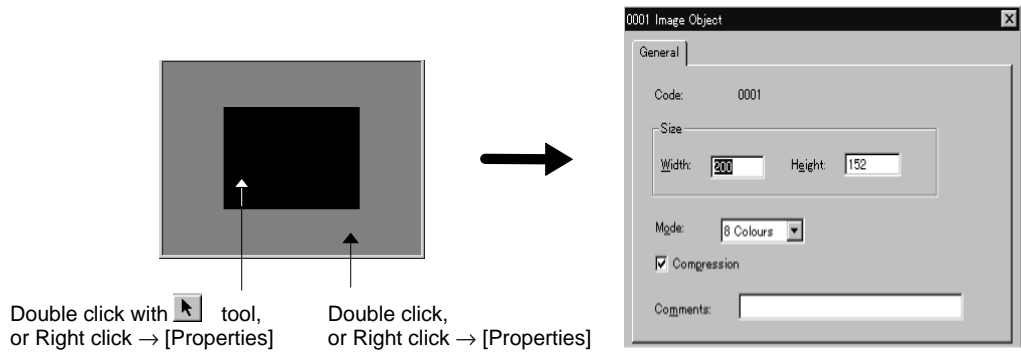 0001 Image Object
General
Code: 0001
Size
Width: 200 Height: 152
Mode: 8 Colours
Compression
Comments:
Double click with tool,
or Right click → [Properties]
Double click,
or Right click → [Properties]